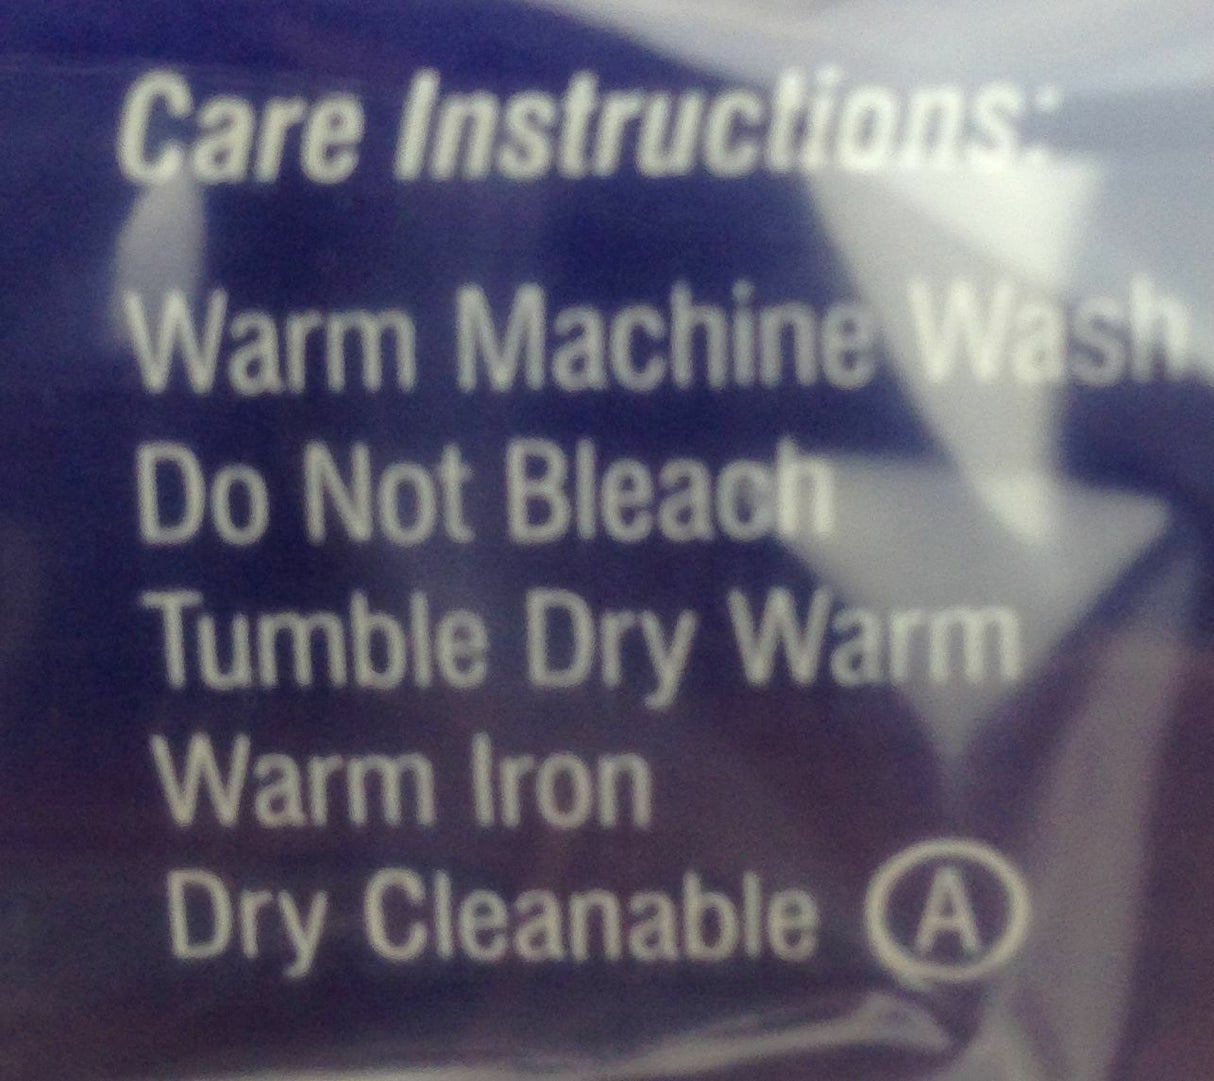 Care Instructions:
Warm Machine Wash
Do Not Bleach
Tumble Dry Warm
Warm Iron
Dry Cleanable Ⓐ